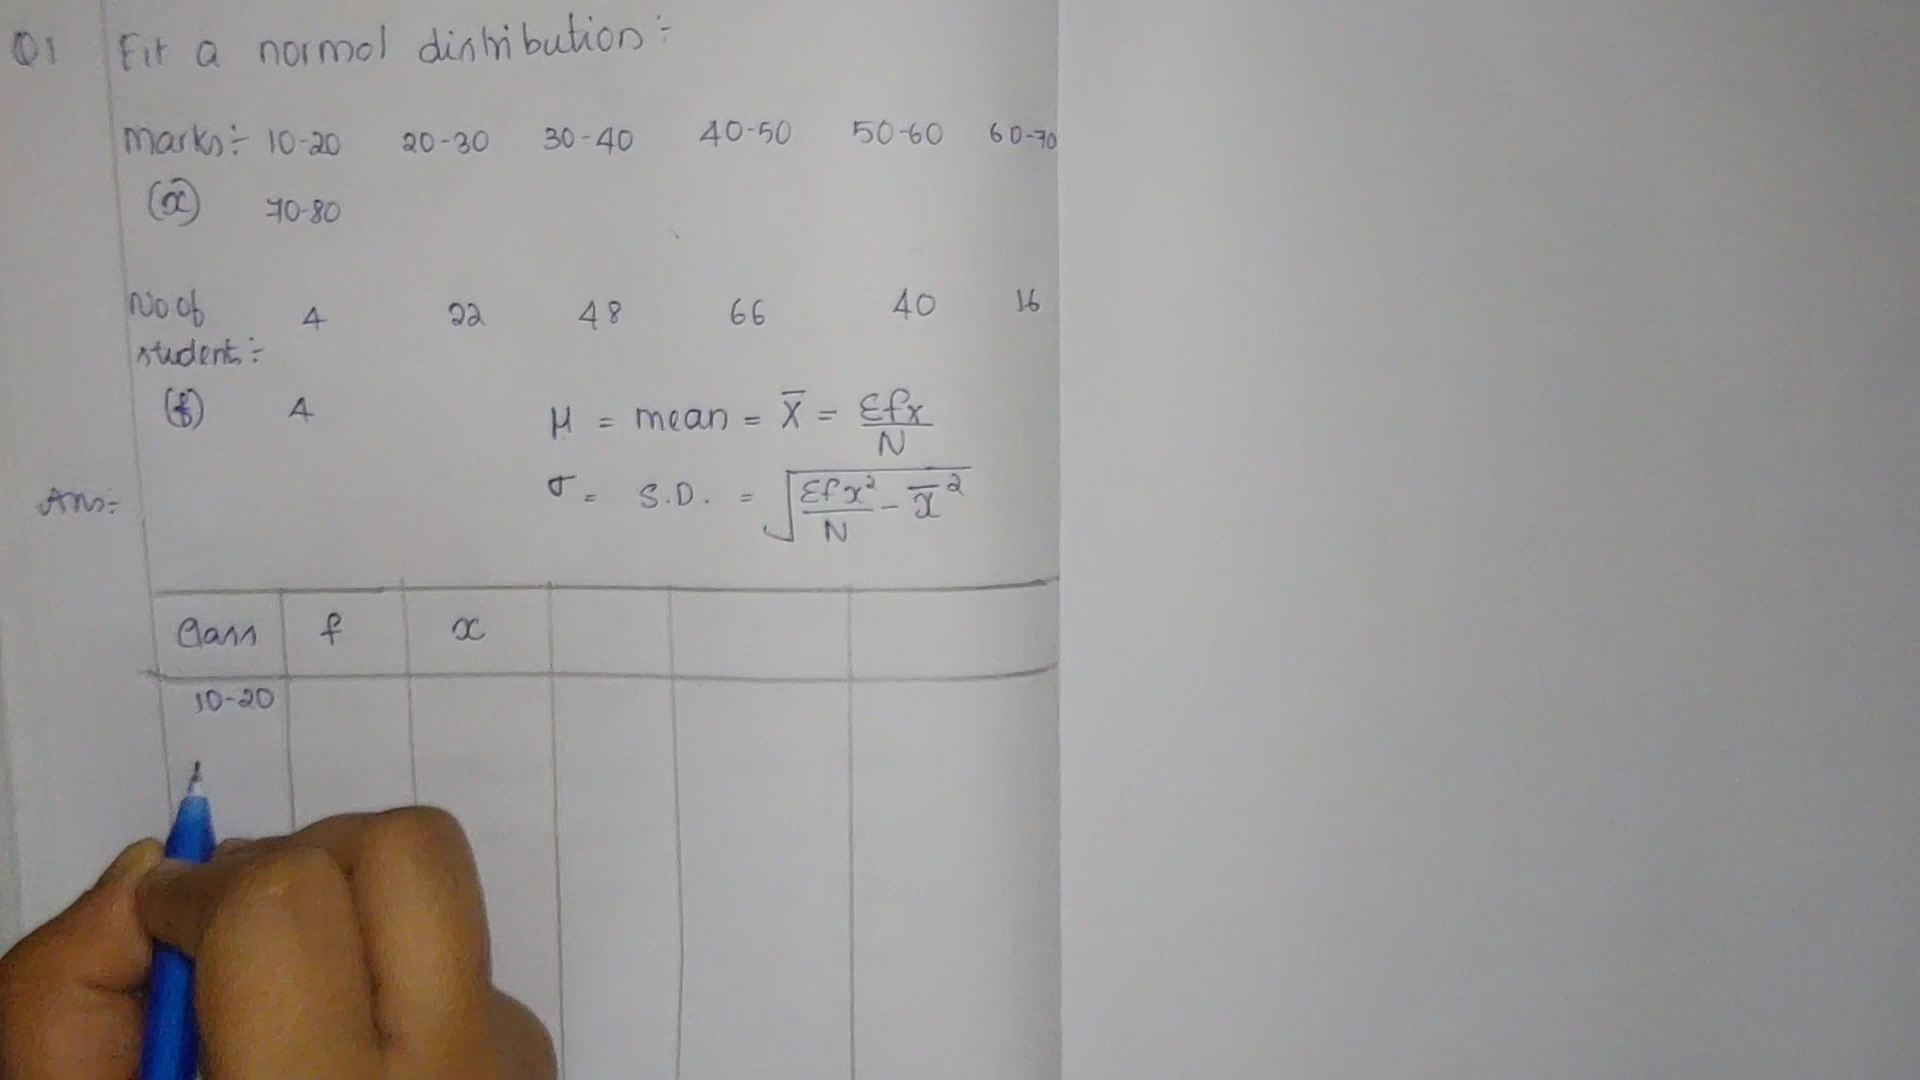 Q1 Fit a normal distribution:-
marks:- 10-20 20-30 30-40 40-50 50-60 60-70
(x) 70-80
No. of 4 22 48 66 40 16
student:-
(f) 4
μ = mean = X̄ = Σfx/N
σ = S.D. = √(Σfx²/N - x̄²)
Ans:-
Class f x
10-20